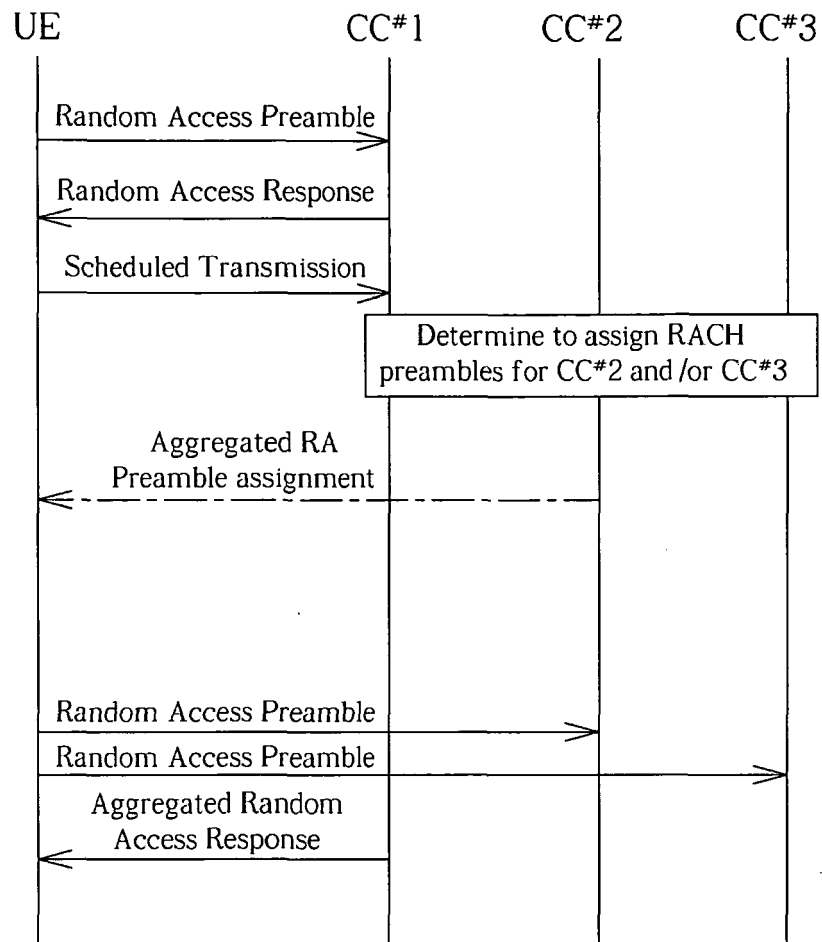 UE CC#1 CC#2 CC#3
Random Access Preamble
Random Access Response
Scheduled Transmission
Determine to assign RACH
preambles for CC#2 and /or CC#3
Aggregated RA
Preamble assignment
Random Access Preamble
Random Access Preamble
Aggregated Random
Access Response